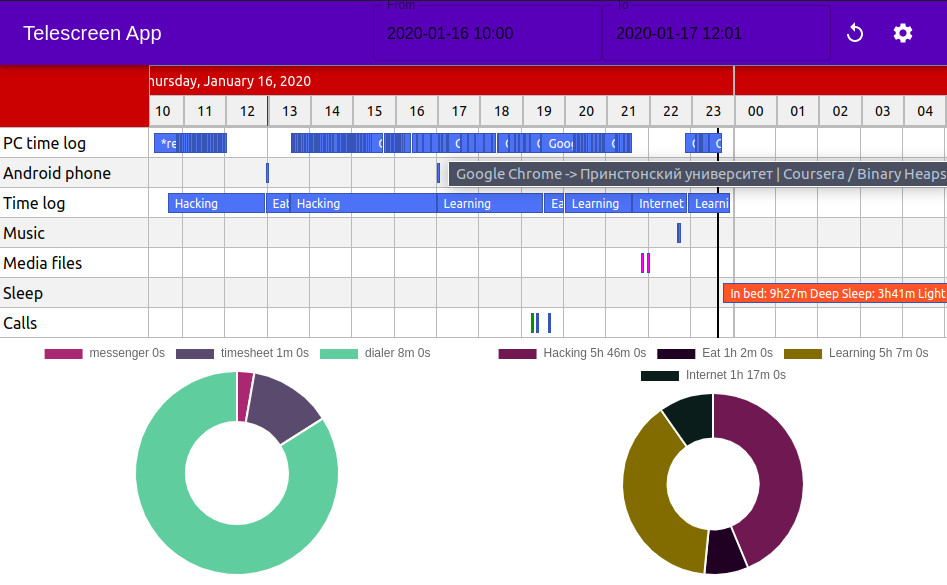 From
To
Telescreen App
2020-01-16 10:00
2020-01-17 12:01
hursday, January 16, 2020
10 11 12 13 14 15 16 17 18 19 20 21 22 23 00 01 02 03 04
PC time log
*re
Goo
Android phone
Google Chrome -> Принстонский университет | Coursera / Binary Heaps
Time log
Hacking Eat Hacking Learning Ea Learning Internet Learni
Music
Media files
Sleep
In bed: 9h27m Deep Sleep: 3h41m Light
Calls
messenger 0s timesheet 1m 0s dialer 8m 0s
Hacking 5h 46m 0s Eat 1h 2m 0s Learning 5h 7m 0s
Internet 1h 17m 0s